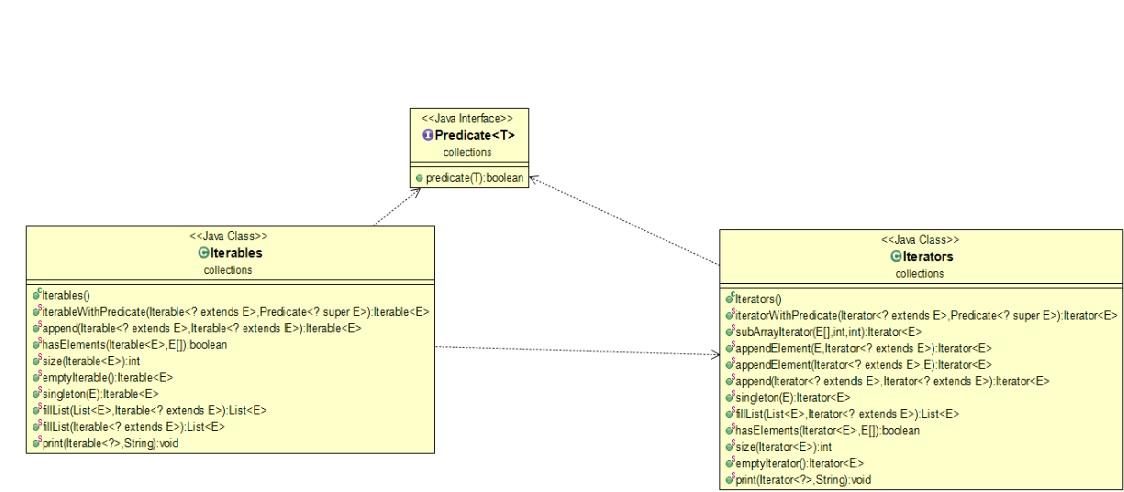 <<Java Interface>>
Predicate<T>
collections
predicate(T):boolean
<<Java Class>>
Iterables
collections
Iterables()
iterableWithPredicate(Iterable<? extends E>,Predicate<? super E>):Iterable<E>
append(Iterable<? extends E>,Iterable<? extends E>):Iterable<E>
hasElements(Iterable<E>,E[]):boolean
size(Iterable<E>):int
emptyIterable():Iterable<E>
singleton(E):Iterable<E>
fillList(List<E>,Iterable<? extends E>):List<E>
fillList(Iterable<? extends E>):List<E>
print(Iterable<?>,String):void
<<Java Class>>
Iterators
collections
Iterators()
iteratorWithPredicate(Iterator<? extends E>,Predicate<? super E>):Iterator<E>
subArrayIterator(E[],int,int):Iterator<E>
appendElement(E,Iterator<? extends E>):Iterator<E>
appendElement(Iterator<? extends E>,E):Iterator<E>
append(Iterator<? extends E>,Iterator<? extends E>):Iterator<E>
singleton(E):Iterator<E>
fillList(List<E>,Iterator<? extends E>):List<E>
hasElements(Iterator<E>,E[]):boolean
size(Iterator<E>):int
emptyIterator():Iterator<E>
print(Iterator<?>,String):void